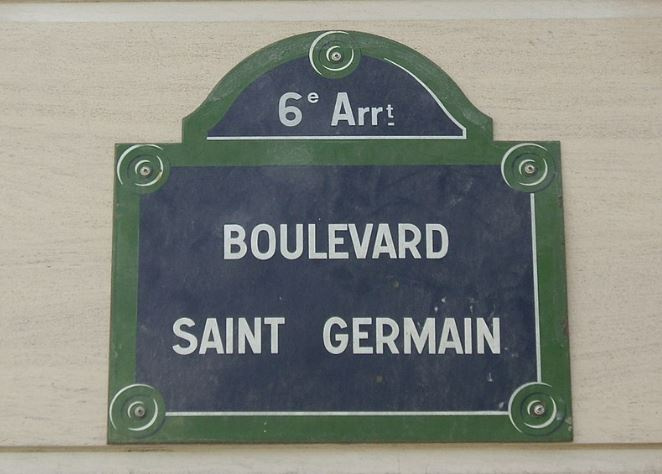 6e Arrt
BOULEVARD
SAINT GERMAIN